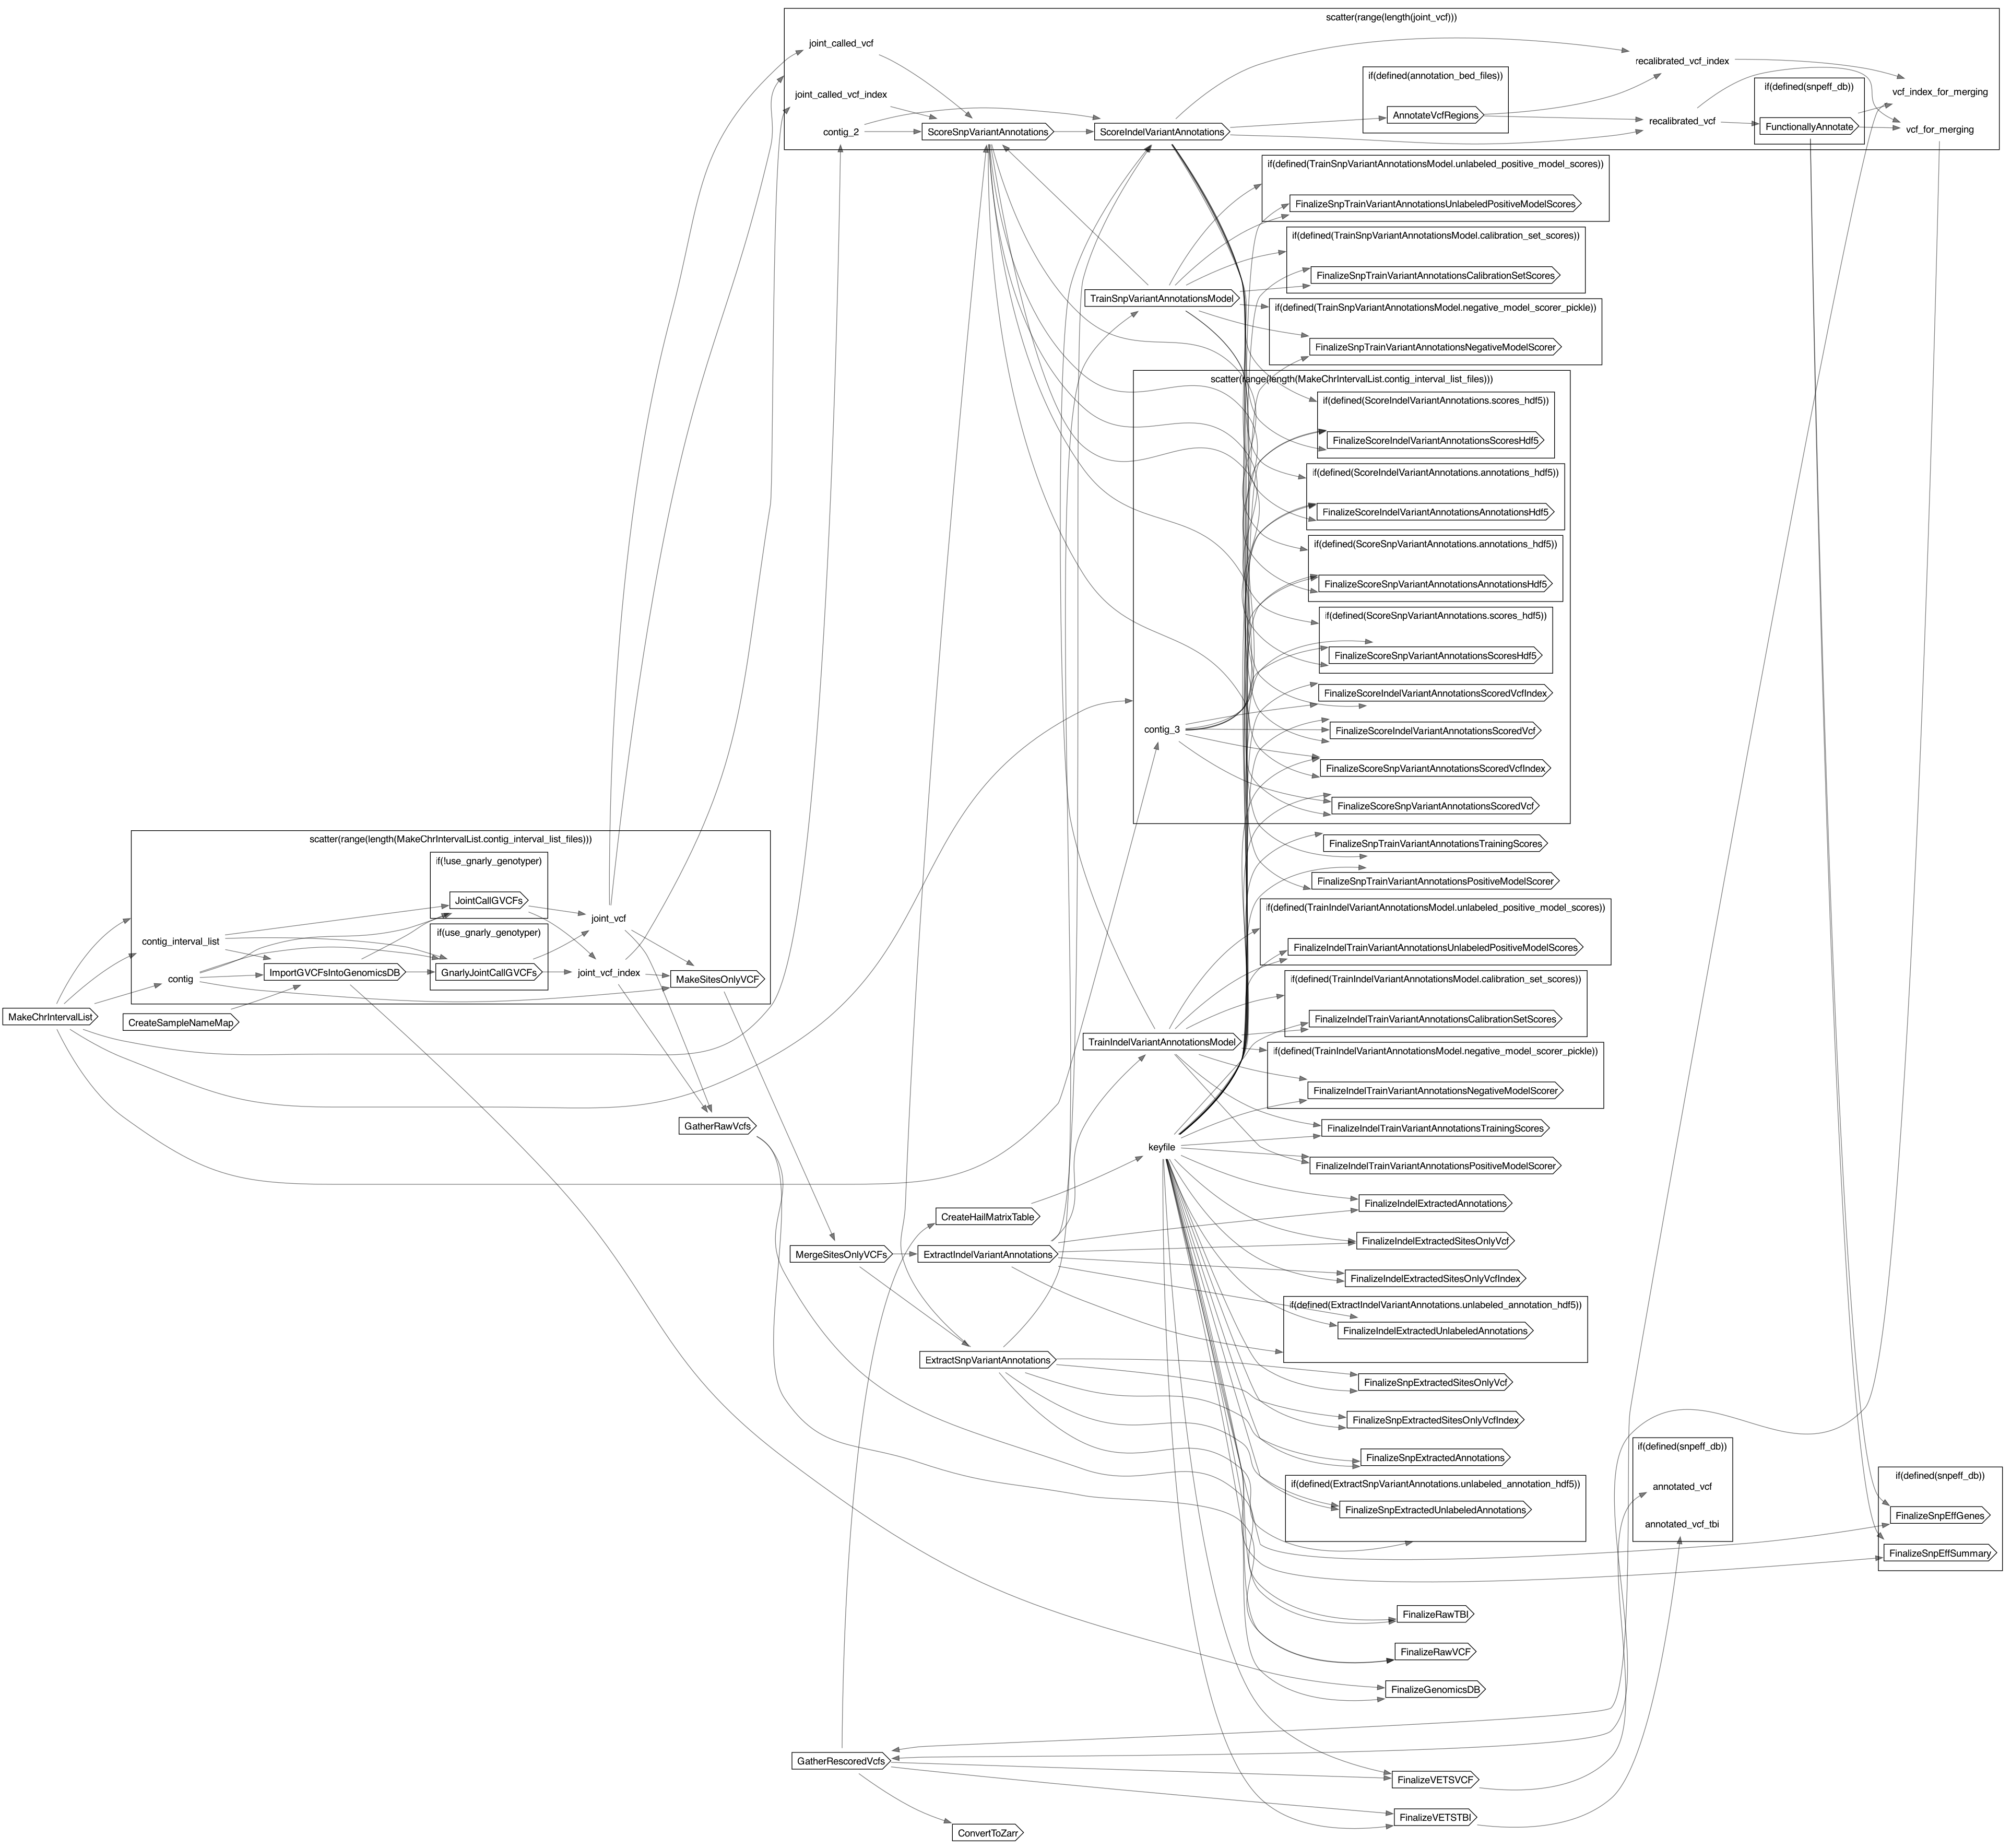 scatter(range(length(joint_vcf)))
joint_called_vcf
recalibrated_vcf_index
if(defined(annotation_bed_files))
if(defined(snpeff_db))
joint_called_vcf_index
vcf_index_for_merging
AnnotateVcfRegions
recalibrated_vcf
FunctionallyAnnotate
vcf_for_merging
contig_2
ScoreSnpVariantAnnotations
ScoreIndelVariantAnnotations
if(defined(TrainSnpVariantAnnotationsModel.unlabeled_positive_model_scores))
FinalizeSnpTrainVariantAnnotationsUnlabeledPositiveModelScores
if(defined(TrainSnpVariantAnnotationsModel.calibration_set_scores))
FinalizeSnpTrainVariantAnnotationsCalibrationSetScores
TrainSnpVariantAnnotationsModel
if(defined(TrainSnpVariantAnnotationsModel.negative_model_scorer_pickle))
FinalizeSnpTrainVariantAnnotationsNegativeModelScorer
scatter(range(length(MakeChrIntervalList.contig_interval_list_files)))
if(defined(ScoreIndelVariantAnnotations.scores_hdf5))
FinalizeScoreIndelVariantAnnotationsScoresHdf5
if(defined(ScoreIndelVariantAnnotations.annotations_hdf5))
FinalizeScoreIndelVariantAnnotationsAnnotationsHdf5
if(defined(ScoreSnpVariantAnnotations.annotations_hdf5))
FinalizeScoreSnpVariantAnnotationsAnnotationsHdf5
if(defined(ScoreSnpVariantAnnotations.scores_hdf5))
FinalizeScoreSnpVariantAnnotationsScoresHdf5
FinalizeScoreIndelVariantAnnotationsScoredVcfIndex
contig_3
FinalizeScoreIndelVariantAnnotationsScoredVcf
FinalizeScoreSnpVariantAnnotationsScoredVcfIndex
FinalizeScoreSnpVariantAnnotationsScoredVcf
scatter(range(length(MakeChrIntervalList.contig_interval_list_files)))
if(!use_gnarly_genotyper)
JointCallGVCFs
joint_vcf
if(use_gnarly_genotyper)
contig_interval_list
ImportGVCFsIntoGenomicsDB
GnarlyJointCallGVCFs
joint_vcf_index
contig
MakeSitesOnlyVCF
MakeChrIntervalList
CreateSampleNameMap
FinalizeSnpTrainVariantAnnotationsTrainingScores
FinalizeSnpTrainVariantAnnotationsPositiveModelScorer
if(defined(TrainIndelVariantAnnotationsModel.unlabeled_positive_model_scores))
FinalizeIndelTrainVariantAnnotationsUnlabeledPositiveModelScores
if(defined(TrainIndelVariantAnnotationsModel.calibration_set_scores))
FinalizeIndelTrainVariantAnnotationsCalibrationSetScores
TrainIndelVariantAnnotationsModel
if(defined(TrainIndelVariantAnnotationsModel.negative_model_scorer_pickle))
FinalizeIndelTrainVariantAnnotationsNegativeModelScorer
GatherRawVcfs
FinalizeIndelTrainVariantAnnotationsTrainingScores
keyfile
FinalizeIndelTrainVariantAnnotationsPositiveModelScorer
FinalizeIndelExtractedAnnotations
CreateHailMatrixTable
FinalizeIndelExtractedSitesOnlyVcf
MergeSitesOnlyVCFs
ExtractIndelVariantAnnotations
FinalizeIndelExtractedSitesOnlyVcfIndex
if(defined(ExtractIndelVariantAnnotations.unlabeled_annotation_hdf5))
FinalizeIndelExtractedUnlabeledAnnotations
ExtractSnpVariantAnnotations
FinalizeSnpExtractedSitesOnlyVcf
FinalizeSnpExtractedSitesOnlyVcfIndex
FinalizeSnpExtractedAnnotations
if(defined(ExtractSnpVariantAnnotations.unlabeled_annotation_hdf5))
FinalizeSnpExtractedUnlabeledAnnotations
if(defined(snpeff_db))
annotated_vcf
annotated_vcf_tbi
if(defined(snpeff_db))
FinalizeSnpEffGenes
FinalizeSnpEffSummary
FinalizeRawTBI
FinalizeRawVCF
FinalizeGenomicsDB
GatherRescoredVcfs
FinalizeVETSVCF
FinalizeVETSTBI
ConvertToZarr